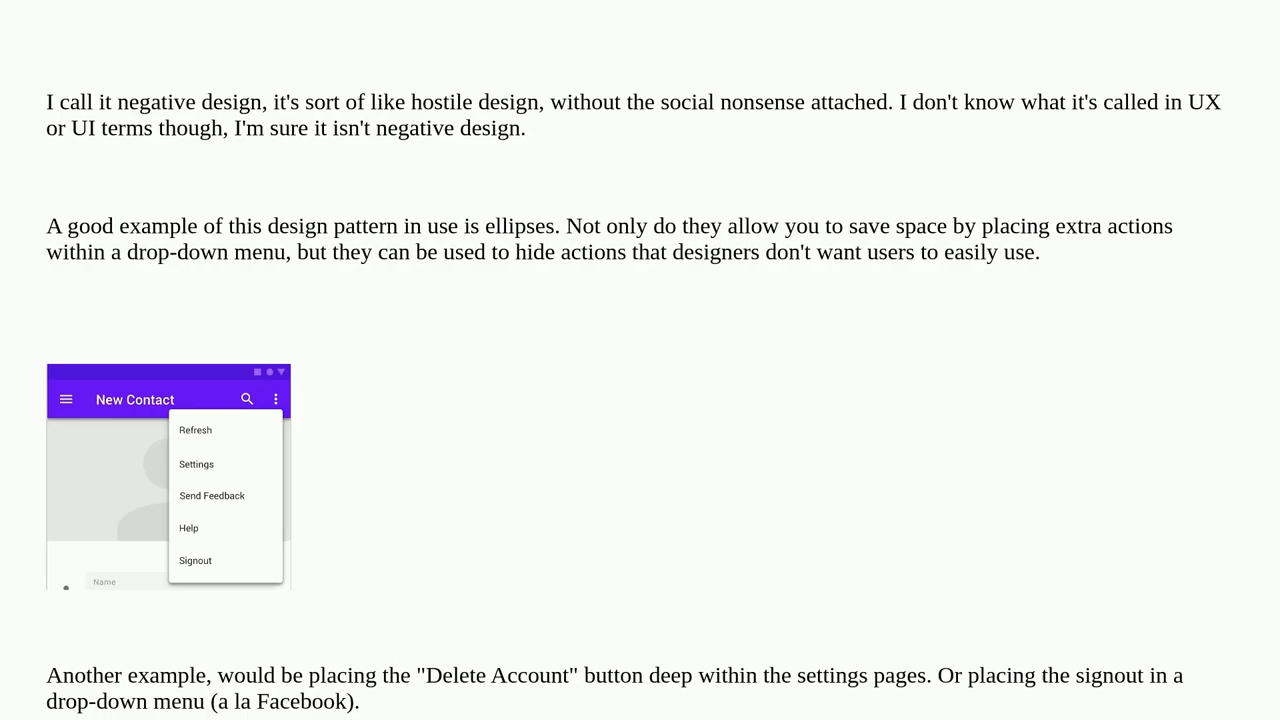 I call it negative design, it's sort of like hostile design, without the social nonsense attached. I don't know what it's called in UX
or UI terms though, I'm sure it isn't negative design.
A good example of this design pattern in use is ellipses. Not only do they allow you to save space by placing extra actions
within a drop-down menu, but they can be used to hide actions that designers don't want users to easily use.
New Contact
Refresh
Settings
Send Feedback
Help
Signout
Name
Another example, would be placing the "Delete Account" button deep within the settings pages. Or placing the signout in a
drop-down menu (a la Facebook).